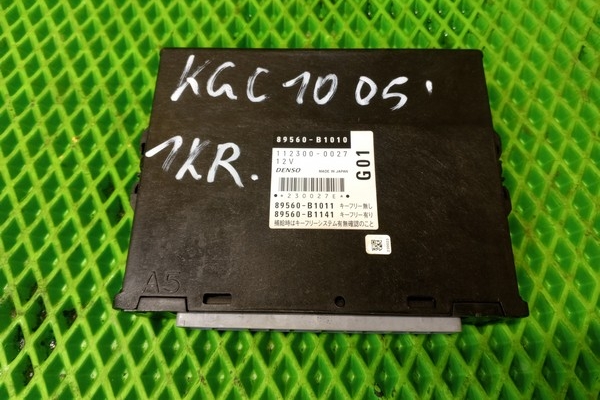 KGC10 05'
1KR.
89560-B1010
112300-0027
12V
DENSO MADE IN JAPAN
G01
*2300276*
89560-B1011 キーフリー無し
89560-B1141 キーフリー有り
補給時はキーフリーシステム有無確認のこと
A5